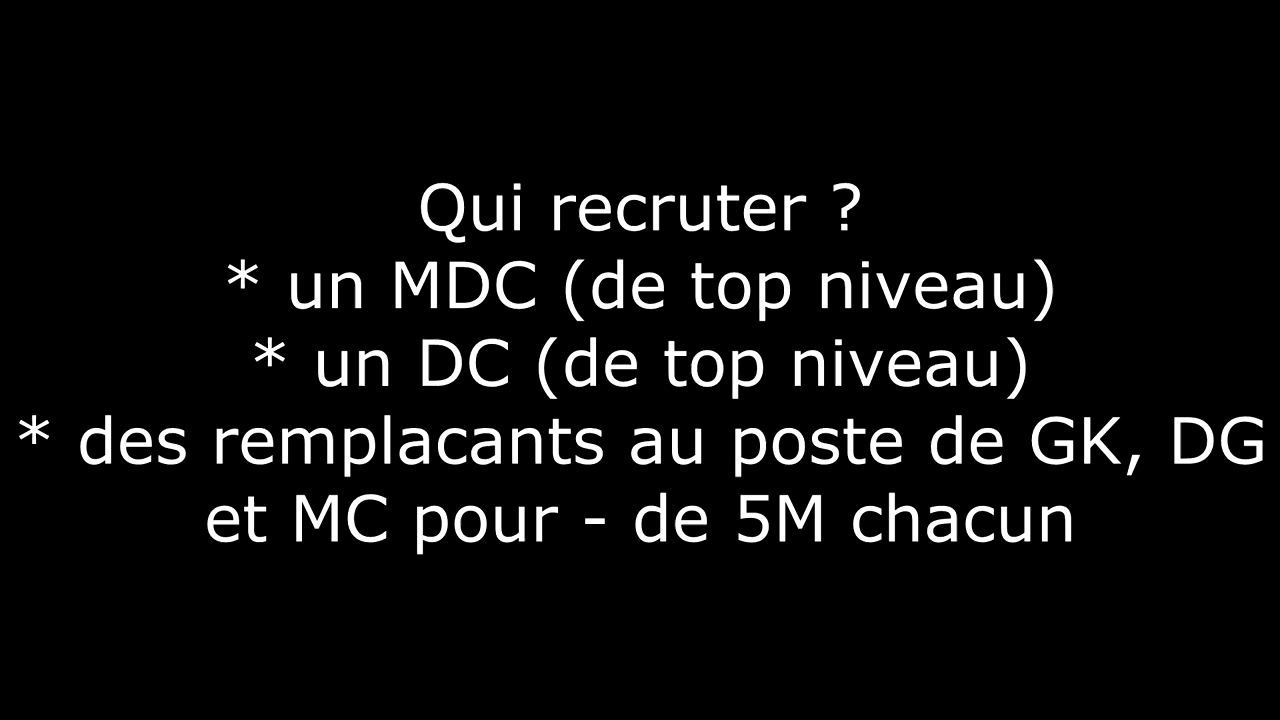 Qui recruter ?
* un MDC (de top niveau)
* un DC (de top niveau)
* des remplacants au poste de GK, DG
et MC pour - de 5M chacun